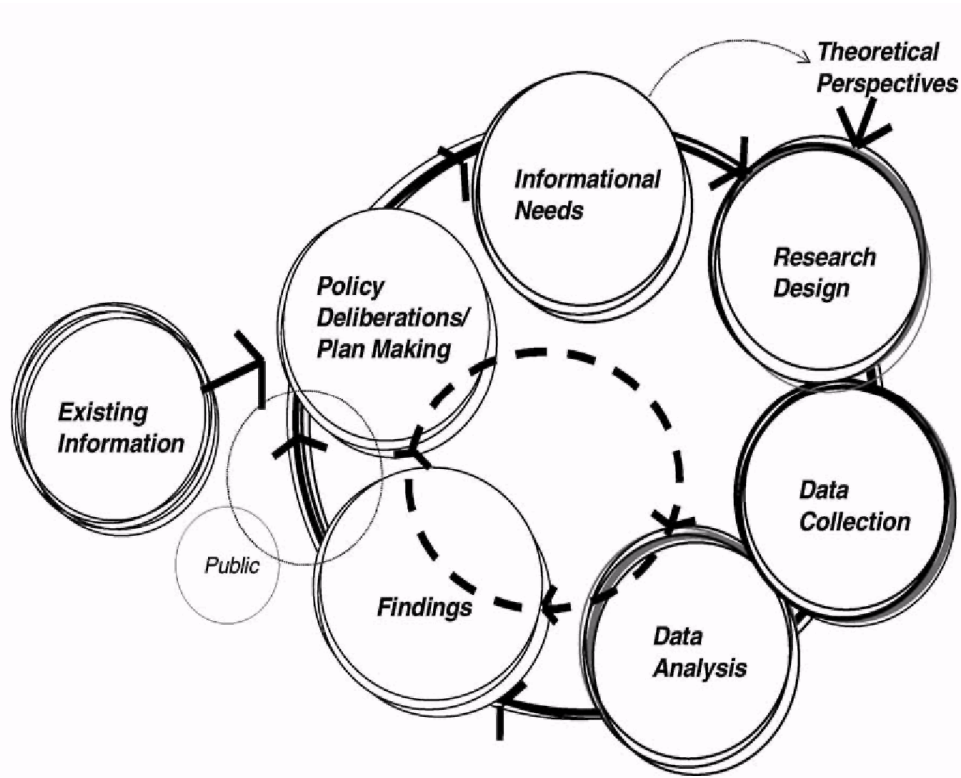 Theoretical
Perspectives
Informational
Needs
Research
Design
Policy
Deliberations/
Plan Making
Existing
Information
Data
Collection
Public
Findings
Data
Analysis